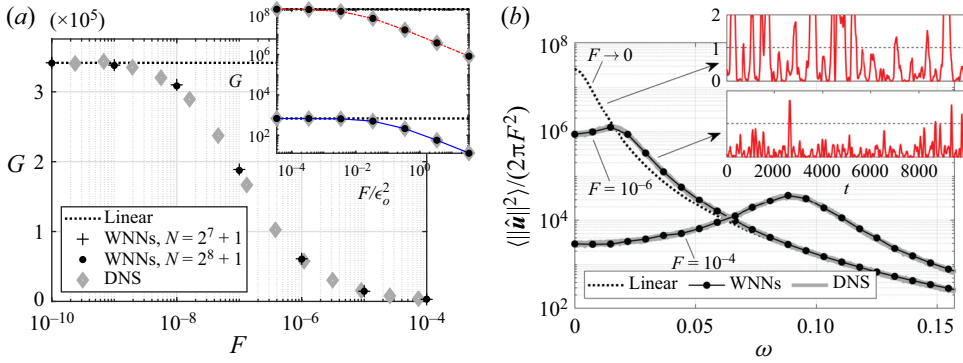 (a)
(×10⁵)
3
2
1
0
G
10⁻¹⁰
10⁻⁸
10⁻⁶
10⁻⁴
F
Linear
WNNs, N = 2⁷ + 1
WNNs, N = 2⁸ + 1
DNS
10⁸
10⁶
G
10⁴
10²
10⁻⁴
10⁻²
10⁰
F/ϵₒ²
(b)
10⁸
10⁶
10⁴
10²
⟨||û||²⟩/(2πF²)
0
0.05
0.10
0.15
ω
F → 0
F = 10⁻⁶
F = 10⁻⁴
Linear
WNNs
DNS
2
1
0
1
0
0
2000
4000
6000
8000
t